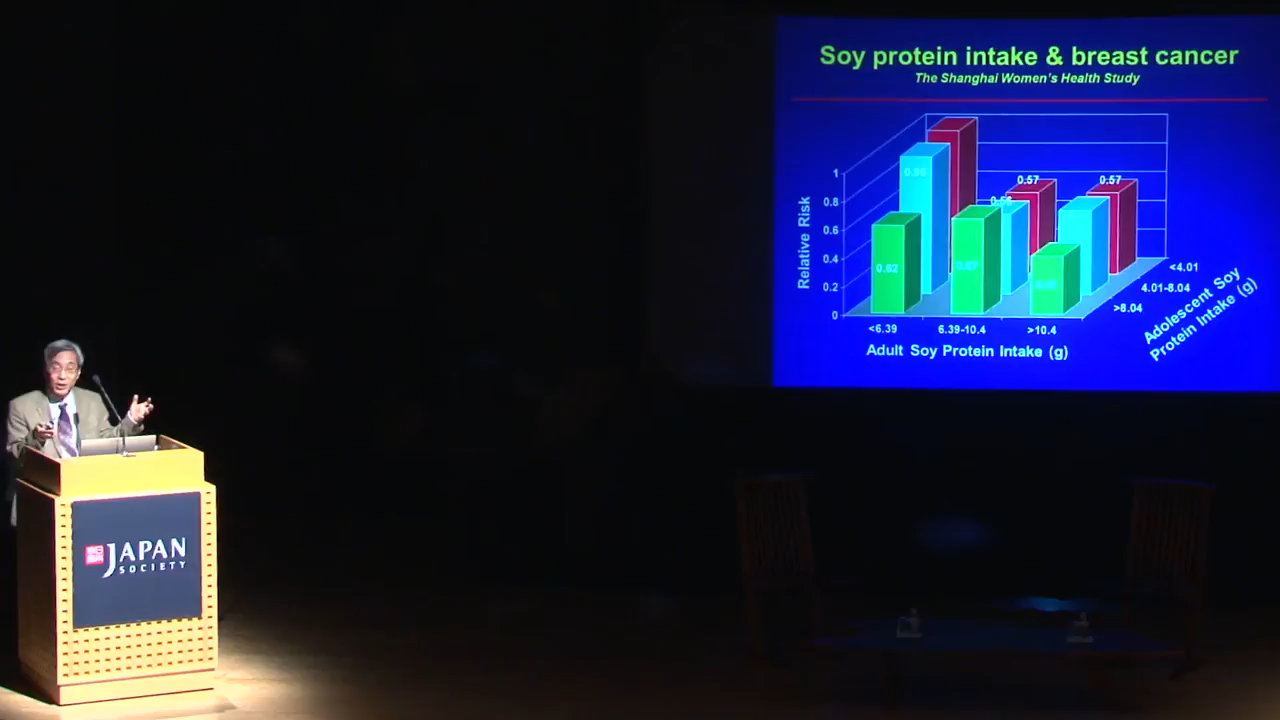 Soy protein intake & breast cancer
The Shanghai Women's Health Study
Relative Risk
1
0.8
0.6
0.4
0.2
0
0.57
0.57
0.62
<6.39
6.39-10.4
>10.4
<4.01
4.01-8.04
>8.04
Adult Soy Protein Intake (g)
Adolescent Soy
Protein Intake (g)
JAPAN
SOCIETY